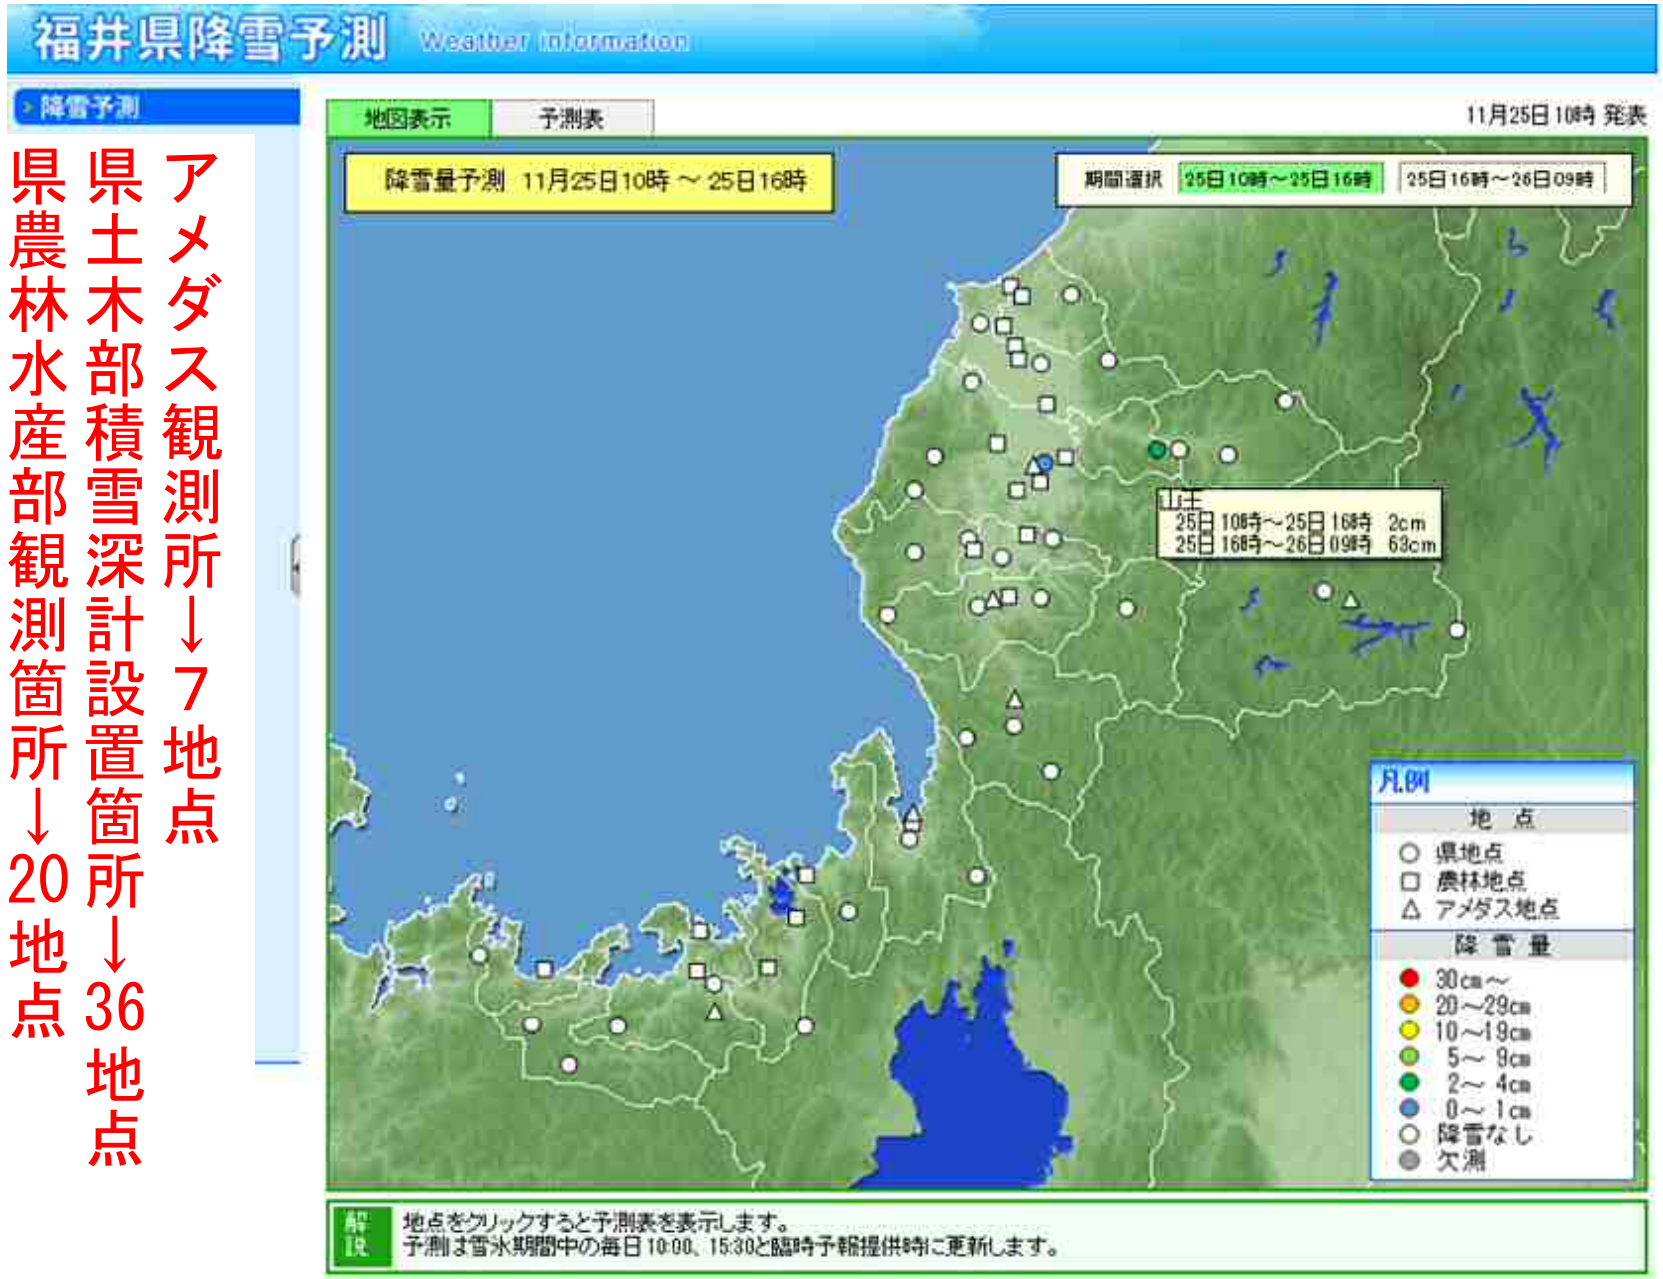 福井県降雪予測 Weather information
降雪予測
アメダス観測所→7地点
県土木部積雪深計設置箇所→36地点
県農林水産部観測箇所→20地点
地図表示 予測表
11月25日10時 発表
降雪量予測 11月25日10時 ～ 25日16時
期間選択 25日10時～25日16時 25日16時～26日09時
山王
25日10時～25日16時 2cm
25日16時～26日09時 63cm
凡例
地 点
県地点
農林地点
アメダス地点
降 雪 量
30cm～
20～29cm
10～19cm
5～ 9cm
2～ 4cm
0～ 1cm
降雪なし
欠測
解説
地点をクリックすると予測表を表示します。
予測は雪氷期間中の毎日10:00、15:30と臨時予報提供時に更新します。